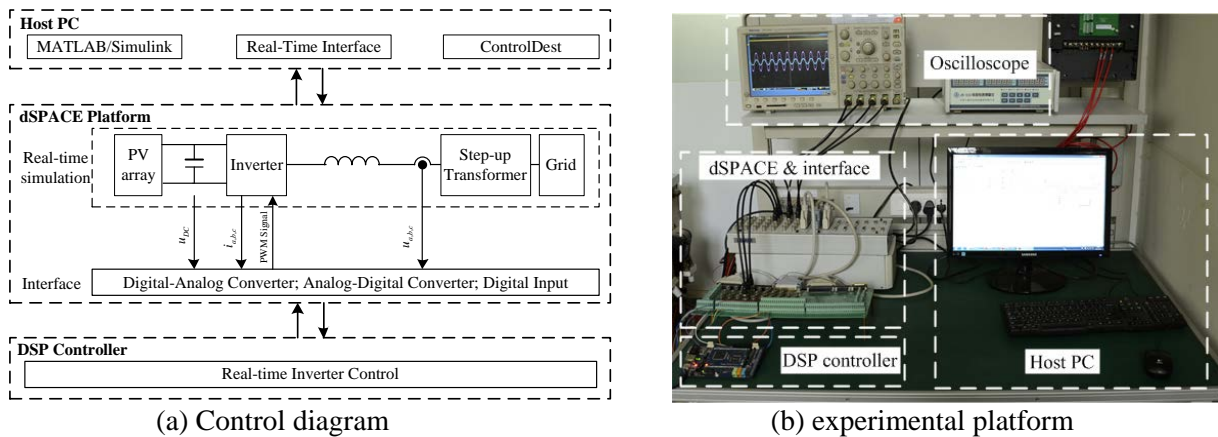 Host PC
MATLAB/Simulink
Real-Time Interface
ControlDest
dSPACE Platform
Real-time
simulation
PV
array
Inverter
Step-up
Transformer
Grid
u_DC
i_a,b,c
PWM Signal
u_a,b,c
Interface
Digital-Analog Converter; Analog-Digital Converter; Digital Input
DSP Controller
Real-time Inverter Control
(a) Control diagram
Oscilloscope
dSPACE & interface
SAMSUNG
DSP controller
Host PC
(b) experimental platform